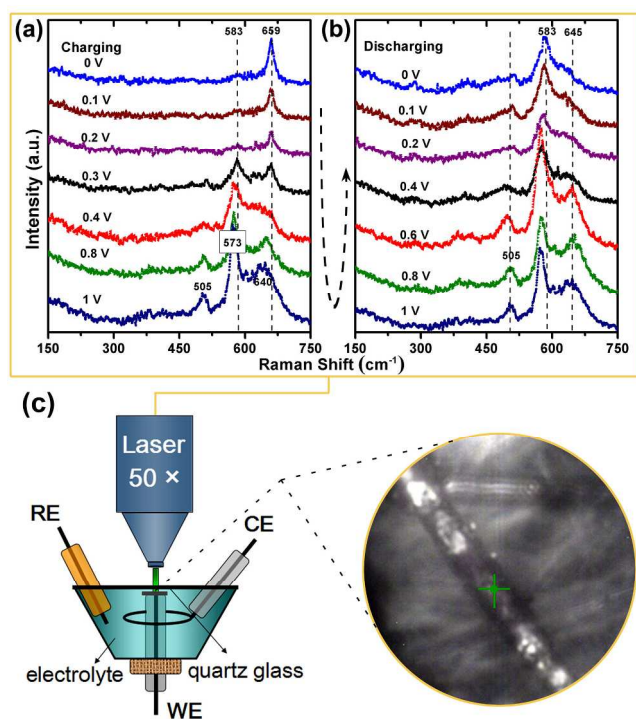 (a)
Charging
583
659
0 V
0.1 V
0.2 V
0.3 V
0.4 V
0.8 V
1 V
573
505
640
Intensity (a.u.)
150 300 450 600 750
(b)
Discharging
583
645
0 V
0.1 V
0.2 V
0.4 V
0.6 V
0.8 V
1 V
505
150 300 450 600 750
Raman Shift (cm⁻¹)
(c)
Laser
50 ×
RE
CE
electrolyte
quartz glass
WE